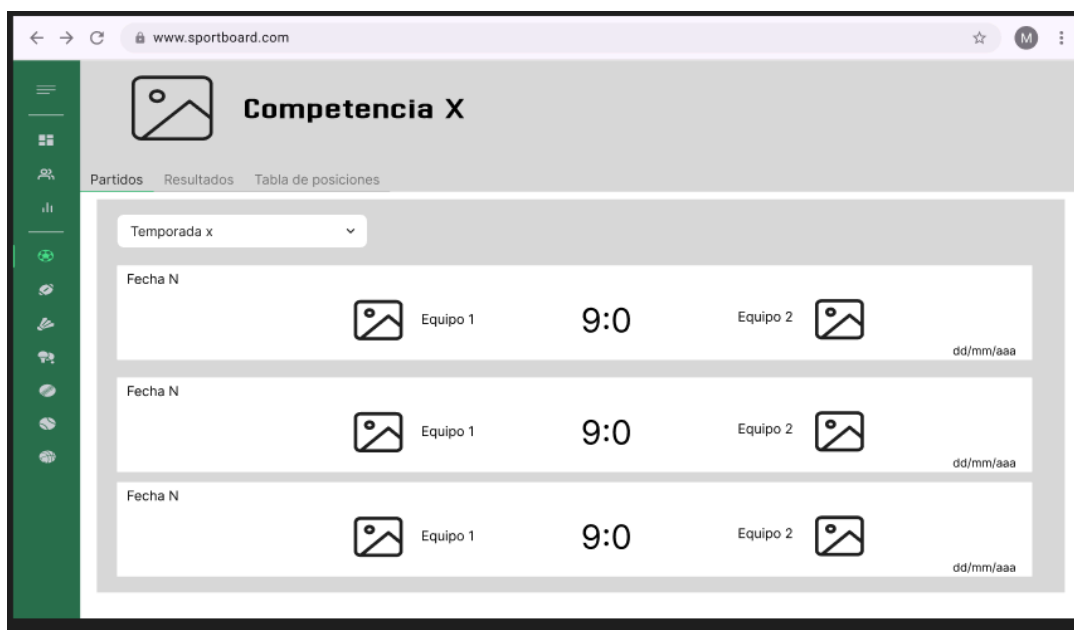 www.sportboard.com
M
Competencia X
Partidos Resultados Tabla de posiciones
Temporada x
Fecha N
Equipo 1 9:0 Equipo 2
dd/mm/aaa
Fecha N
Equipo 1 9:0 Equipo 2
dd/mm/aaa
Fecha N
Equipo 1 9:0 Equipo 2
dd/mm/aaa